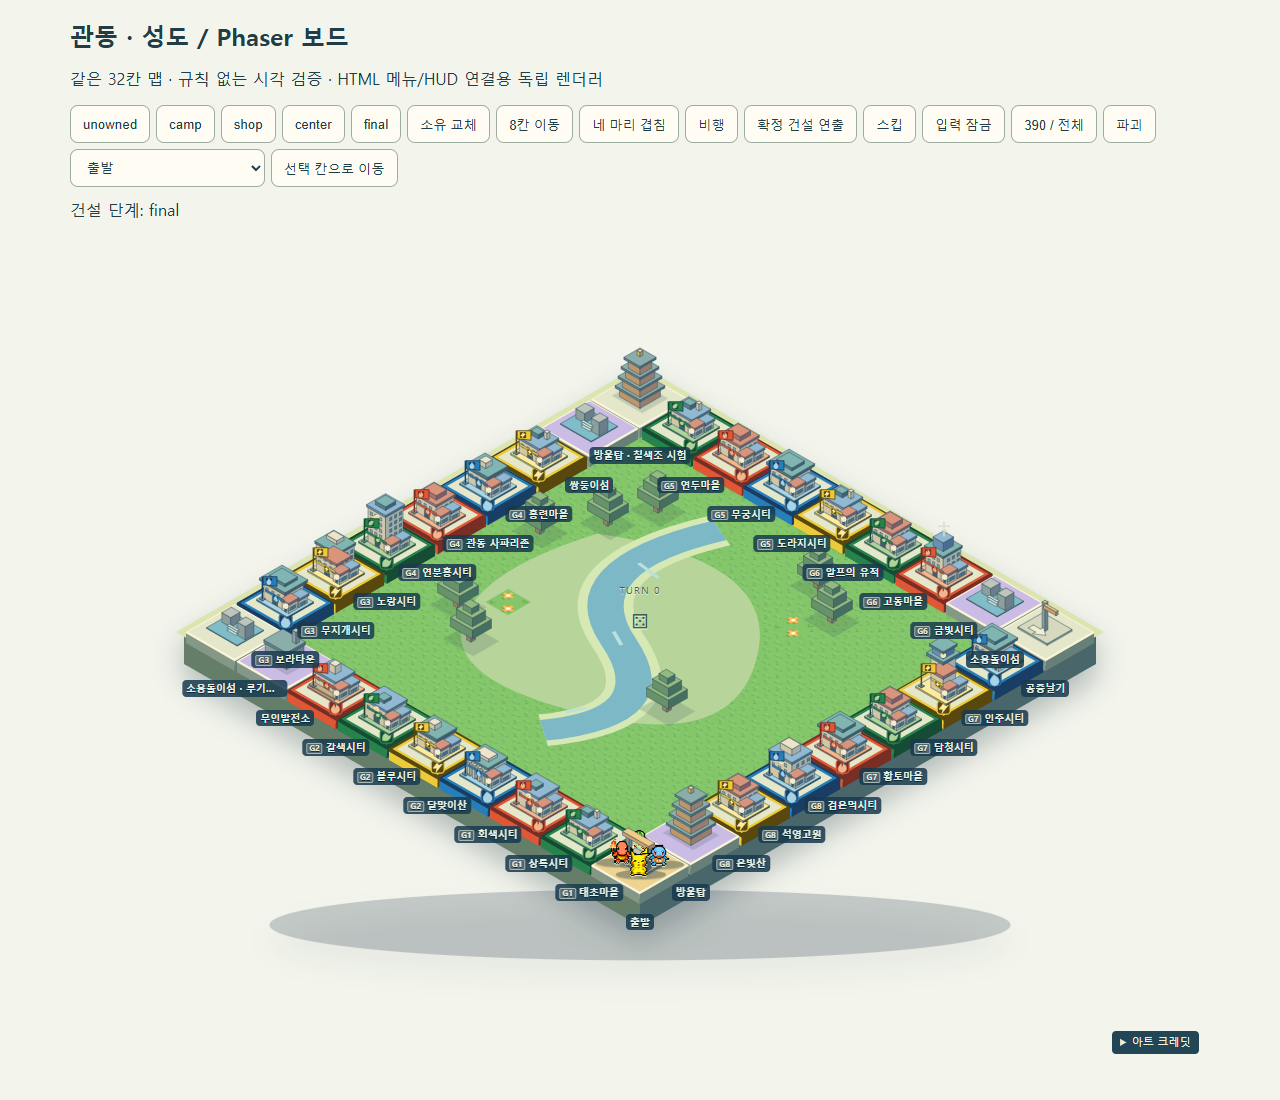 관동 · 성도 / Phaser 보드
같은 32칸 맵 · 규칙 없는 시각 검증 · HTML 메뉴/HUD 연결용 독립 렌더러
unowned camp shop center final 소유 교체 8칸 이동 네 마리 겹침 비행 확정 건설 연출 스킵 입력 잠금 390 / 전체 파괴
출발 선택 칸으로 이동
건설 단계: final
방울탑 · 칠색조 시험
쌍둥이섬
G5 연두마을
G4 홍련마을
G5 무궁시티
G4 관동 사파리존
G5 도라지시티
G4 연분홍시티
G6 알프의 유적
TURN 0
G3 노랑시티
G6 고동마을
G3 무지개시티
G6 금빛시티
G3 보라타운
소용돌이섬
소용돌이섬 · 루기...
공중날기
무인발전소
G7 인주시티
G2 갈색시티
G7 담청시티
G2 블루시티
G7 황토마을
G2 달맞이산
G8 검은먹시티
G1 회색시티
G8 석영고원
G1 상록시티
G8 은빛산
G1 태초마을
방울탑
출발
▶ 아트 크레딧